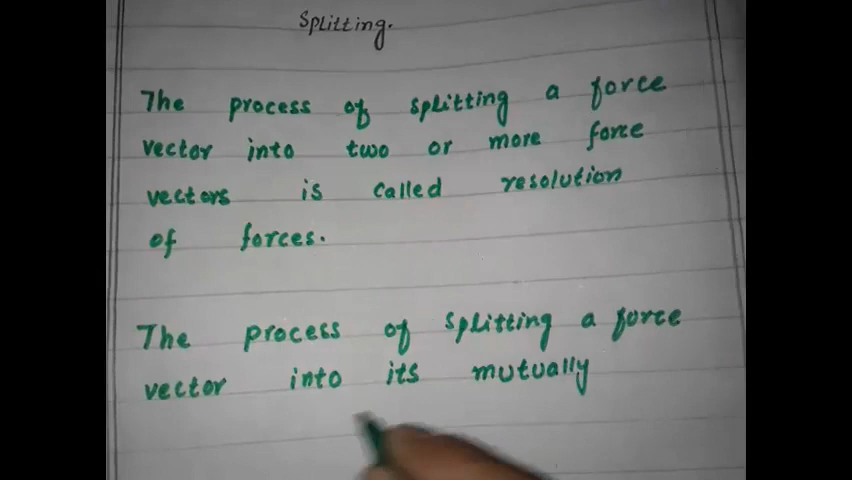 Splitting.
The process of splitting a force
vector into two or more force
vectors is called resolution
of forces.
The process of splitting a force
vector into its mutually